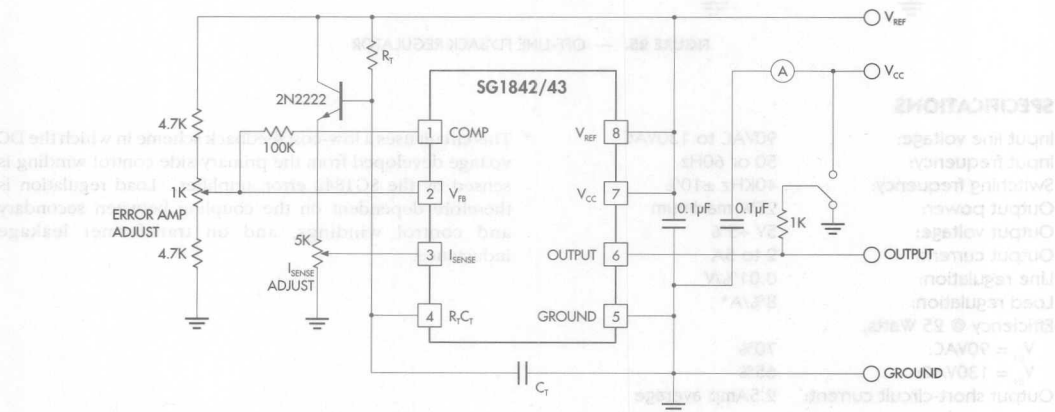 V_REF
R_T
A
V_CC
SG1842/43
2N2222
4.7K
100K
COMP
1
V_REF
8
1K
ERROR AMP
ADJUST
2
V_FB
V_CC
7
0.1µF
0.1µF
1K
4.7K
5K
I_SENSE
ADJUST
3
I_SENSE
OUTPUT
6
OUTPUT
4
R_TC_T
GROUND
5
C_T
GROUND